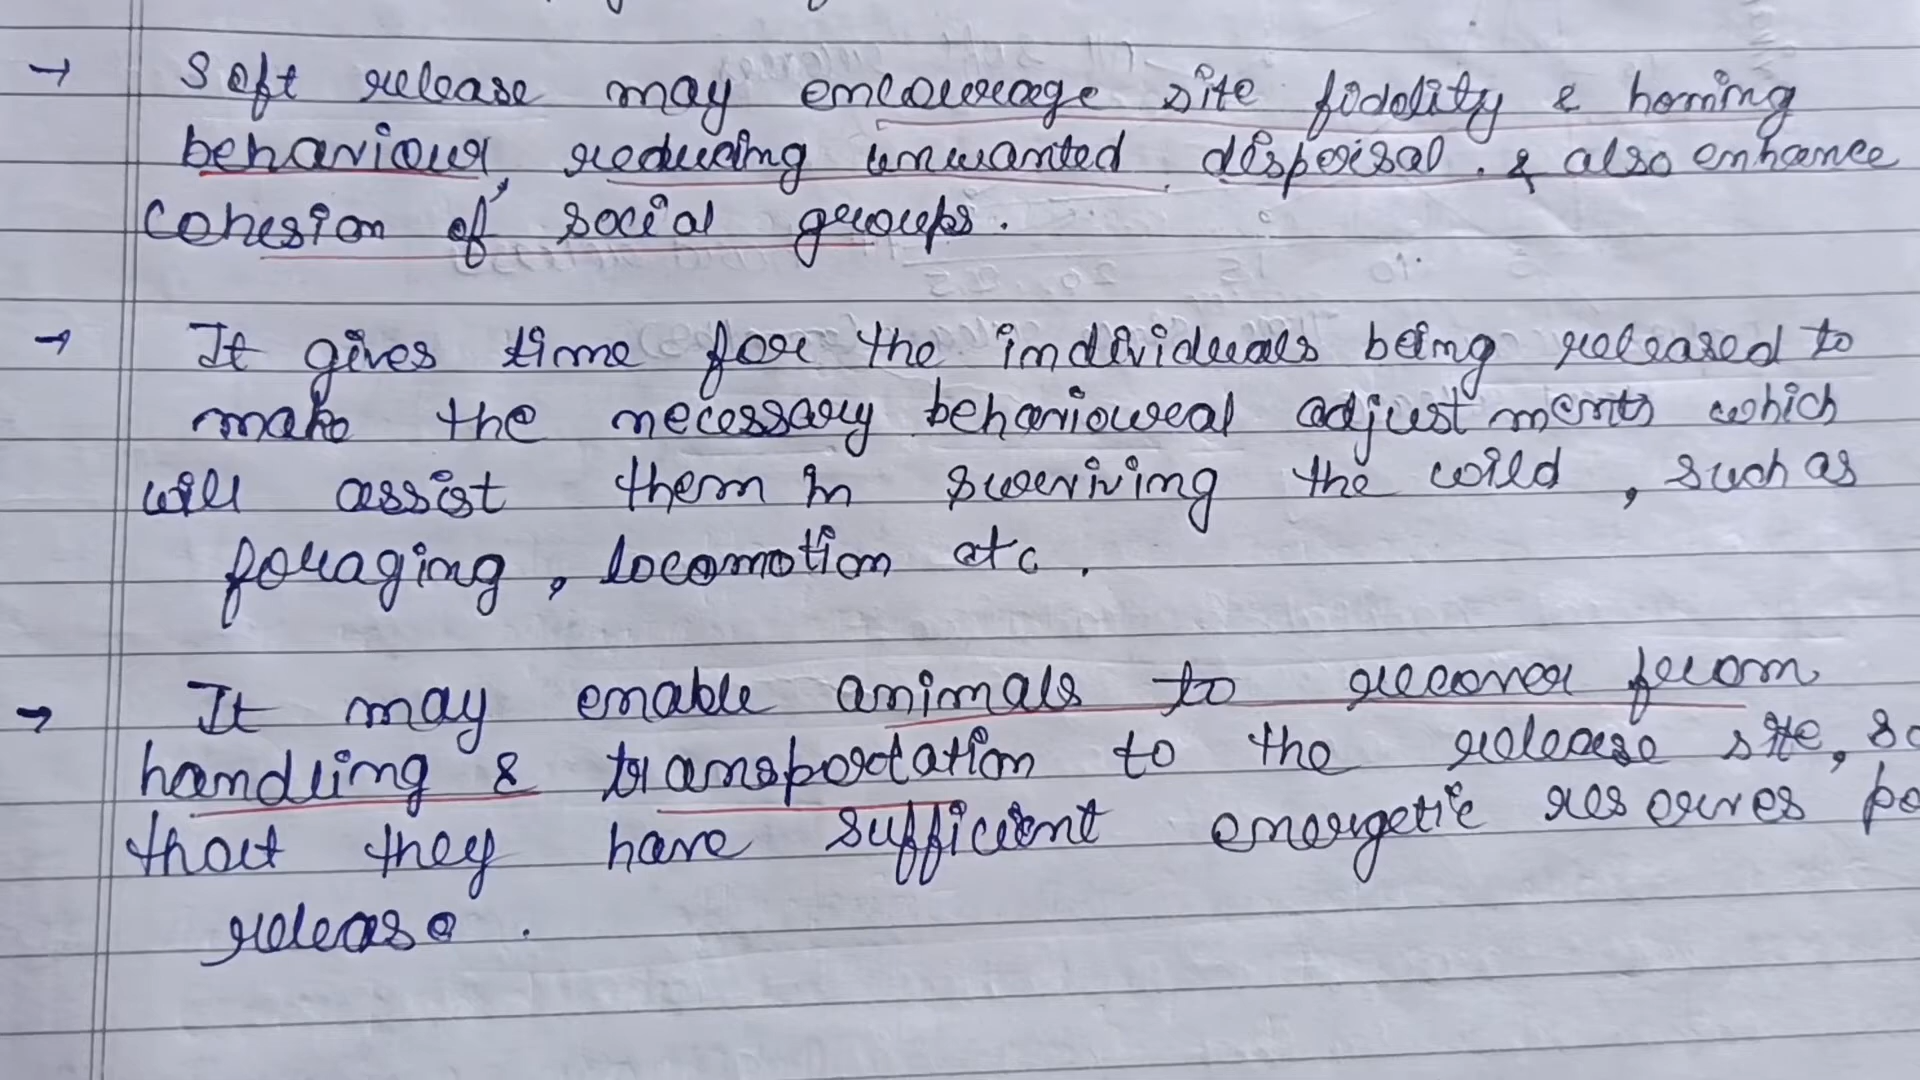 → Soft release may encourage site fidelity & homing
behaviour, reducing unwanted dispersal. & also enhance
cohesion of social groups.
→ It gives time for the individuals being released to
make the necessary behavioural adjustments which
will assist them in surviving the wild, such as
foraging, locomotion etc.
→ It may enable animals to recover from
handling & transportation to the release site, so
that they have sufficient energetic resources po
release.